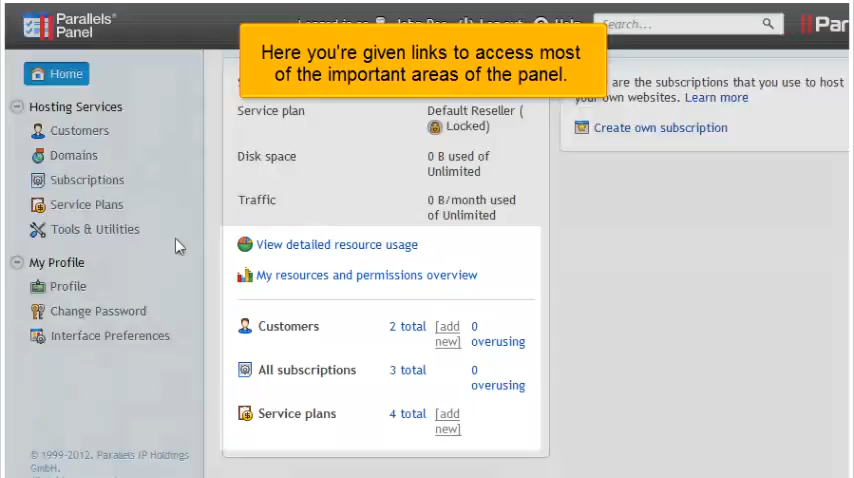 Parallels®
Panel
Search...
Here you're given links to access most
of the important areas of the panel.
Home
Hosting Services
Customers
Domains
Subscriptions
Service Plans
Tools & Utilities
My Profile
Profile
Change Password
Interface Preferences
© 1999-2012. Parallels IP Holdings
GmbH.
Service plan
Default Reseller (
Locked)
Disk space
0 B used of
Unlimited
Traffic
0 B/month used
of Unlimited
View detailed resource usage
My resources and permissions overview
Customers 2 total [add new] 0 overusing
All subscriptions 3 total 0 overusing
Service plans 4 total [add new]
are the subscriptions that you use to host
your own websites. Learn more
Create own subscription